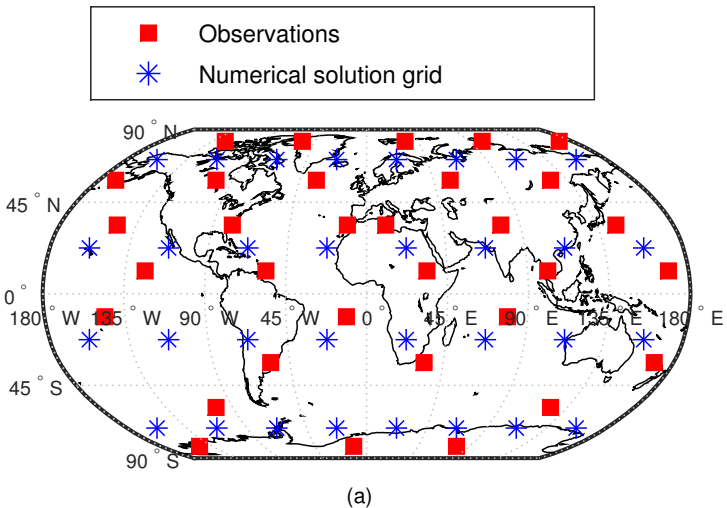 Observations
Numerical solution grid
90° N
45° N
0°
180° W 135° W 90° W 45° W 0 45° E 90° E 135° E 180° E
45° S
90° S
(a)